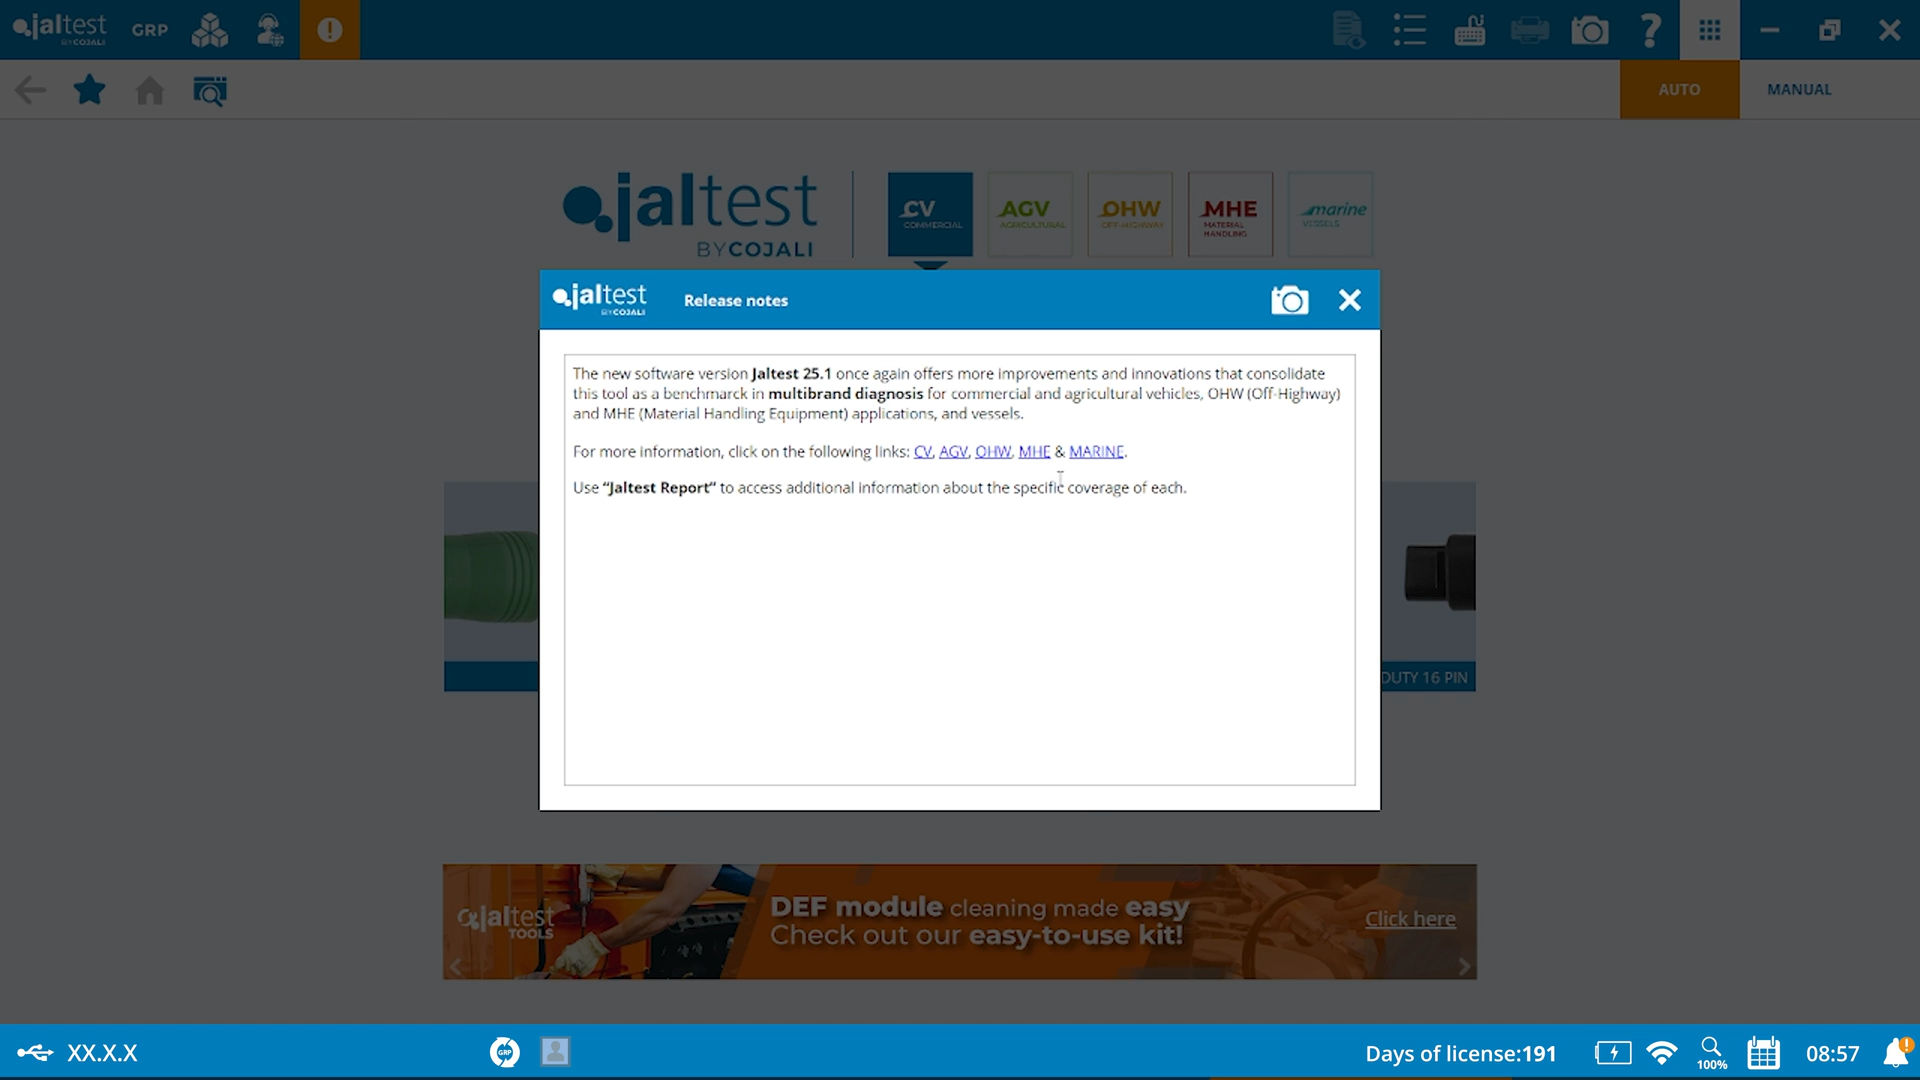 jaltest
BY COJALI
GRP
AUTO
MANUAL
jaltest
BYCOJALI
CV
COMMERCIAL
AGV
AGRICULTURAL
OHW
OFF-HIGHWAY
MHE
MATERIAL
HANDLING
marine
VESSELS
jaltest
BYCOJALI
Release notes
The new software version Jaltest 25.1 once again offers more improvements and innovations that consolidate
this tool as a benchmarck in multibrand diagnosis for commercial and agricultural vehicles, OHW (Off-Highway)
and MHE (Material Handling Equipment) applications, and vessels.
For more information, click on the following links: CV, AGV, OHW, MHE & MARINE.
Use “Jaltest Report” to access additional information about the specific coverage of each.
DUTY 16 PIN
jaltest
TOOLS
DEF module cleaning made easy
Check out our easy-to-use kit!
Click here
XX.X.X
GRP
Days of license:191
100%
08:57